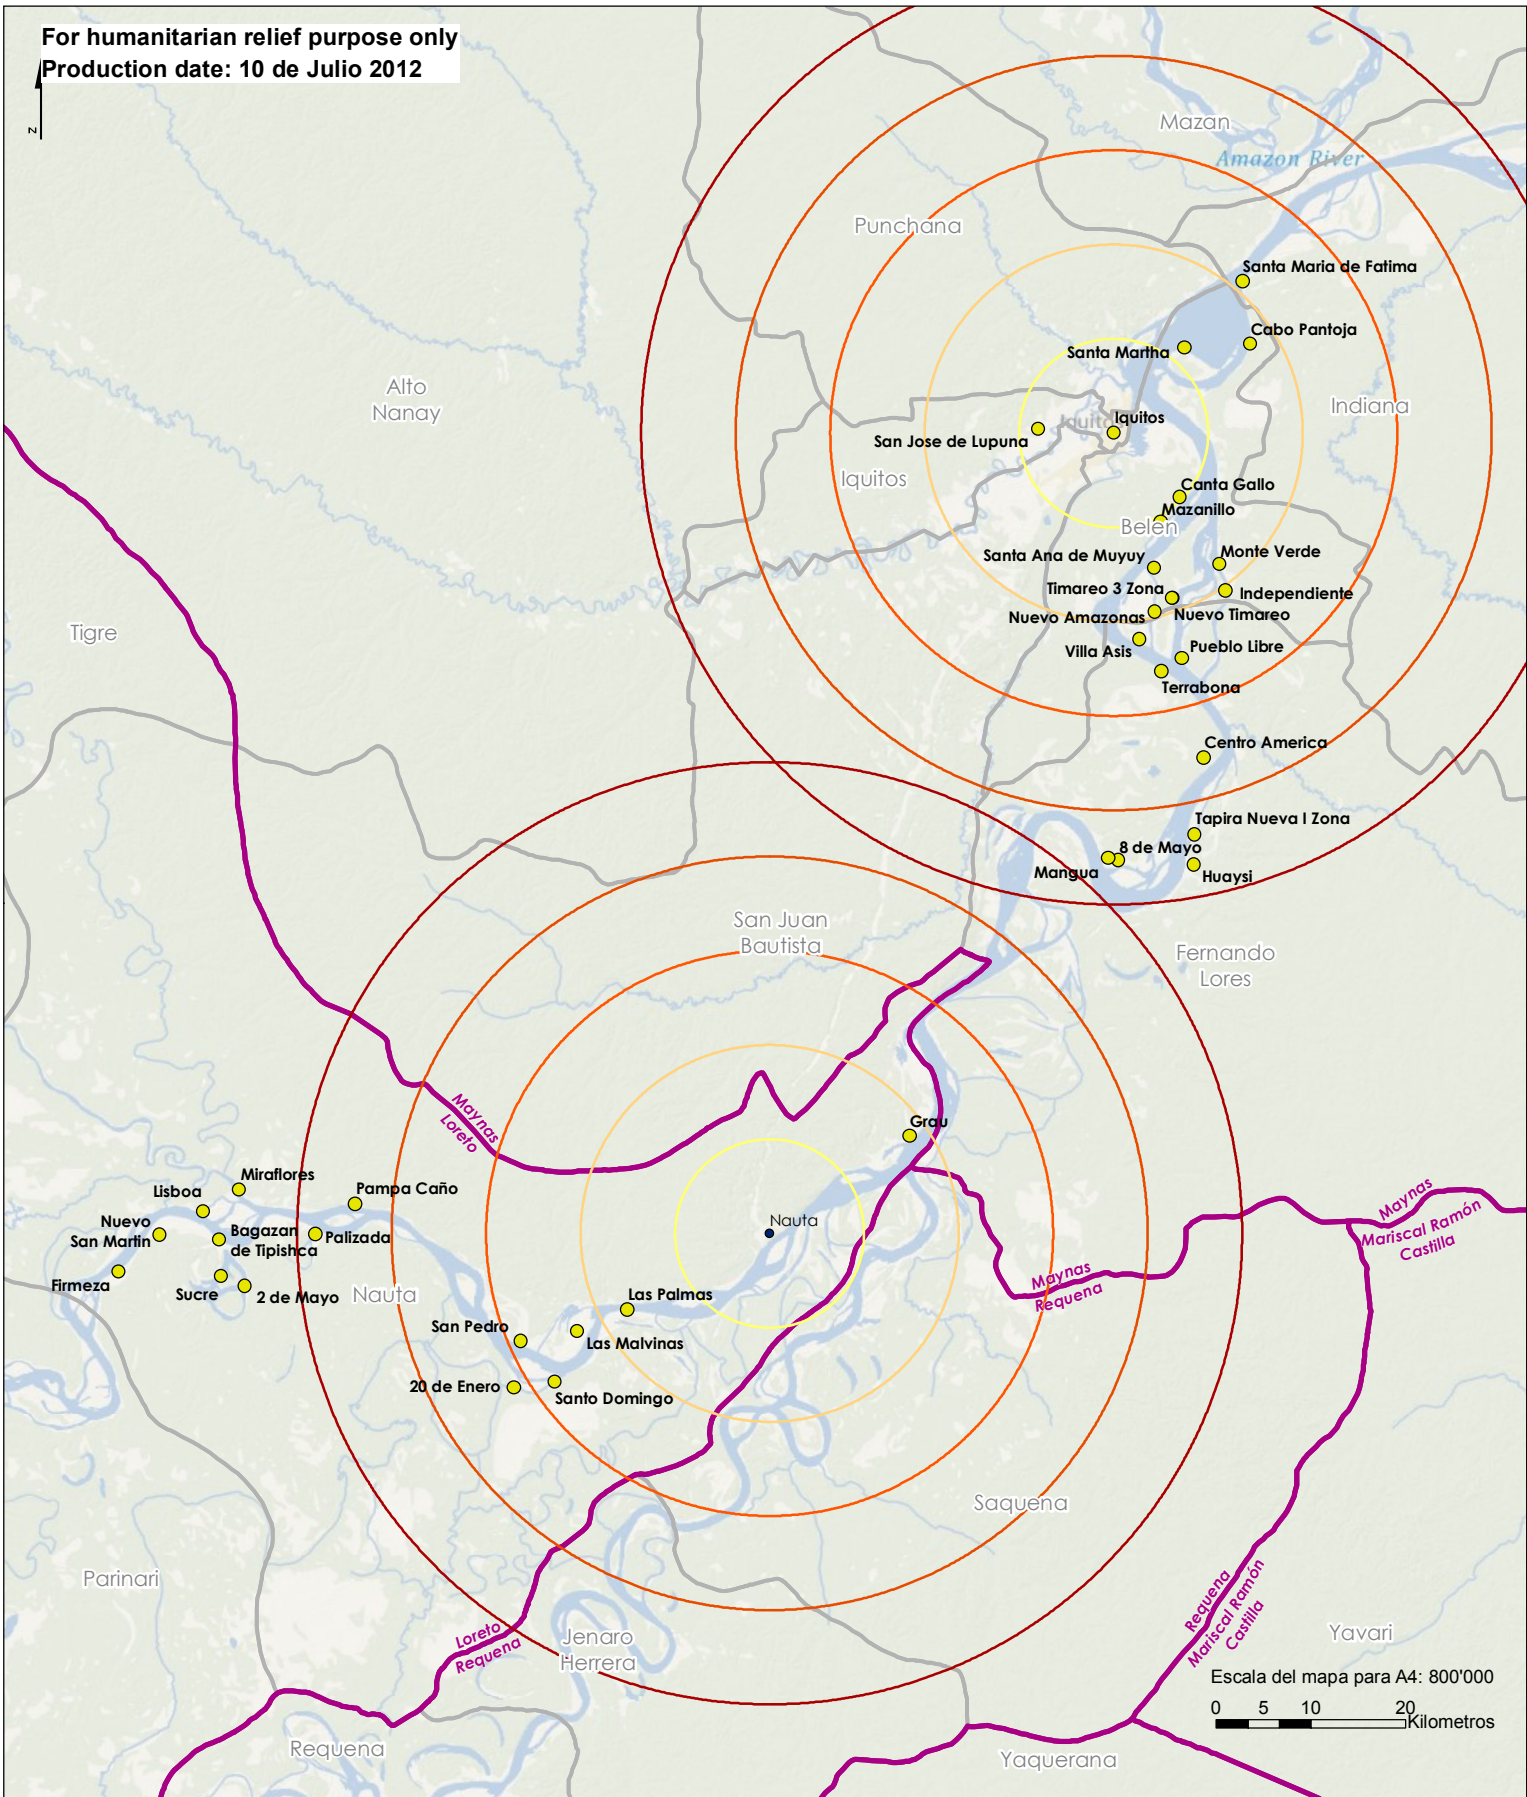 For humanitarian relief purpose only
Production date: 10 de Julio 2012
z
Mazan
Amazon River
Punchana
Santa Maria de Fatima
Cabo Pantoja
Santa Martha
Alto
Nanay
Indiana
Iquitos
Iquitos
San Jose de Lupuna
Iquitos
Canta Gallo
Mazanillo
Belen
Santa Ana de Muyuy
Monte Verde
Timareo 3 Zona
Independiente
Nuevo Amazonas
Nuevo Timareo
Tigre
Villa Asis
Pueblo Libre
Terrabona
Centro America
Tapira Nueva I Zona
8 de Mayo
Mangua
Huaysi
San Juan
Bautista
Fernando
Lores
Maynas
Loreto
Grau
Miraflores
Lisboa
Pampa Caño
Nuevo
San Martin
Bagazan
de Tipishca
Palizada
Nauta
Maynas
Mariscal Ramón
Castilla
Firmeza
Sucre
2 de Mayo
Nauta
Maynas
Requena
Las Palmas
San Pedro
Las Malvinas
20 de Enero
Santo Domingo
Saquena
Parinari
Requena
Mariscal Ramón
Castilla
Loreto
Requena
Jenaro
Herrera
Yavari
Escala del mapa para A4: 800'000
0 5 10 20
Kilometros
Requena
Yaquerana